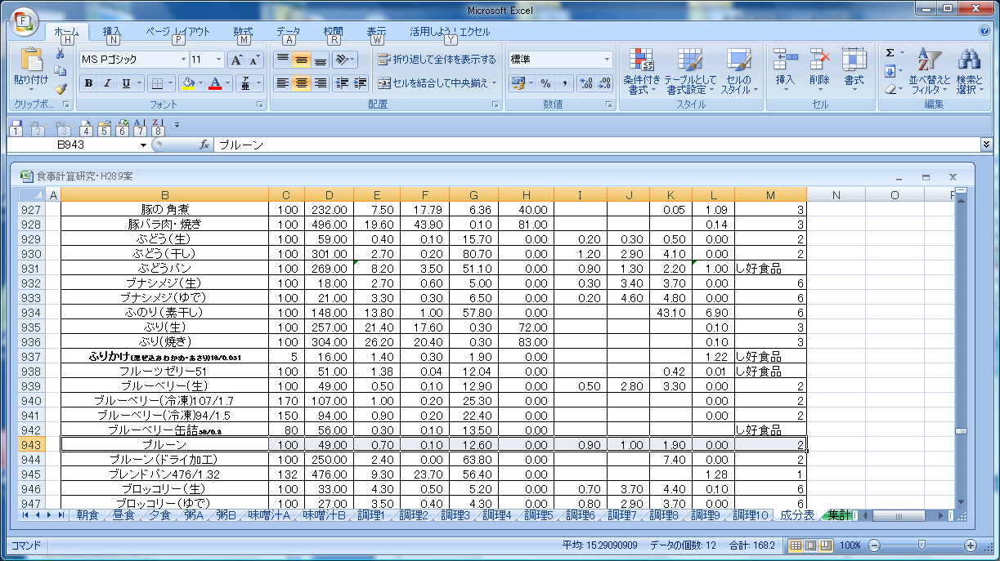 Microsoft Excel
F
ホーム 挿入 ページ レイアウト 数式 データ 校閲 表示 活用しよう！エクセル
H N P M A R W Y
貼り付け MS Pゴシック 11 A A 折り返して全体を表示する 標準 条件付き書式 テーブルとして書式設定 セルのスタイル 挿入 削除 書式 Σ 並べ替えとフィルタ 検索と選択
B I U A 亜 セルを結合して中央揃え % , .00
クリップボ... フォント 配置 数値 スタイル セル 編集
1 2 3 4 5 6 7 8
B943 fx プルーン
食事計算研究・H28.9案
A B C D E F G H I J K L M N O P
927 豚の 角煮 100 232.00 7.50 17.79 6.36 40.00 0.05 1.09 3
928 豚バラ肉・焼き 100 496.00 19.60 43.90 0.10 81.00 0.14 3
929 ぶどう(生) 100 59.00 0.40 0.10 15.70 0.00 0.20 0.30 0.50 0.00 2
930 ぶどう(干し) 100 301.00 2.70 0.20 80.70 0.00 1.20 2.90 4.10 0.00 2
931 ぶどうパン 100 269.00 8.20 3.50 51.10 0.00 0.90 1.30 2.20 1.00 し好食品
932 ブナシメジ(生) 100 18.00 2.70 0.60 5.00 0.00 0.30 3.40 3.70 0.00 6
933 ブナシメジ(ゆで) 100 21.00 3.30 0.30 6.50 0.00 0.20 4.60 4.80 0.00 6
934 ふのり(素干し) 100 148.00 13.80 1.00 57.80 0.00 43.10 6.90 6
935 ぶり(生) 100 257.00 21.40 17.60 0.30 72.00 0.10 3
936 ぶり(焼き) 100 304.00 26.20 20.40 0.30 83.00 0.10 3
937 ふりかけ(混ぜ込みわかめ・あさり)16/0.051 5 16.00 1.40 0.30 1.90 0.00 1.22 し好食品
938 フルーツゼリー51 100 51.00 1.38 0.04 12.04 0.00 0.42 0.01 し好食品
939 ブルーベリー(生) 100 49.00 0.50 0.10 12.90 0.00 0.50 2.80 3.30 0.00 2
940 ブルーベリー(冷凍)107/1.7 170 107.00 1.00 0.20 25.30 0.00 0.00 2
941 ブルーベリー(冷凍)94/1.5 150 94.00 0.90 0.20 22.40 0.00 0.00 2
942 ブルーベリー缶詰56/0.8 80 56.00 0.30 0.10 13.50 0.00 し好食品
943 プルーン 100 49.00 0.70 0.10 12.60 0.00 0.90 1.00 1.90 0.00 2
944 プルーン(ドライ加工) 100 250.00 2.40 0.00 63.80 0.00 7.40 0.00 2
945 ブレンドパン476/1.32 132 476.00 9.30 23.70 56.40 0.00 1.28 1
946 ブロッコリー(生) 100 33.00 4.30 0.50 5.20 0.00 0.70 3.70 4.40 0.10 6
947 ブロッコリー(ゆで) 100 27.00 3.50 0.40 4.30 0.00 0.80 2.90 3.70 0.00 6
朝食 昼食 夕食 粥A 粥B 味噌汁A 味噌汁B 調理1 調理2 調理3 調理4 調理5 調理6 調理7 調理8 調理9 調理10 成分表 集計
コマンド 平均: 15.29090909 データの個数: 12 合計: 168.2 100%